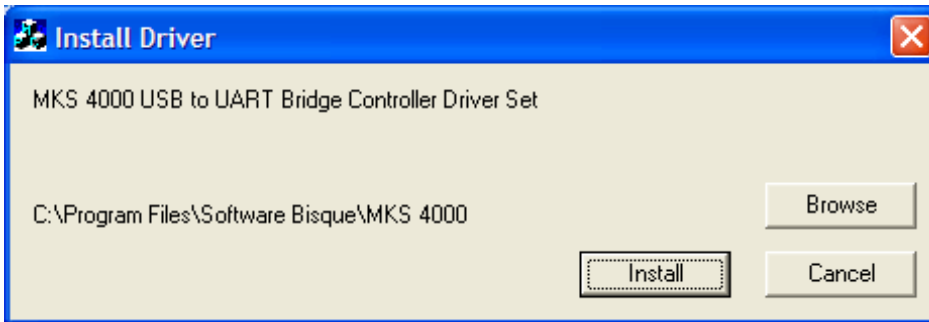 Install Driver
MKS 4000 USB to UART Bridge Controller Driver Set
C:\Program Files\Software Bisque\MKS 4000
Browse
Install
Cancel